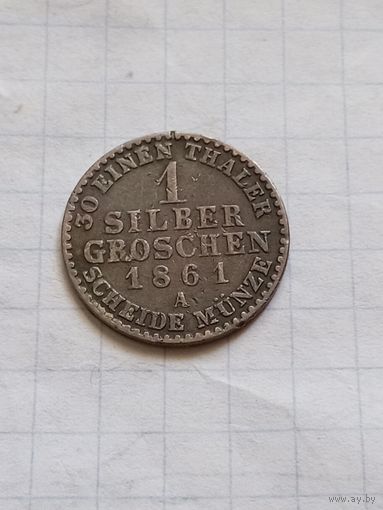 30 EINEN THALER
1
SILBER
GROSCHEN
1861
A
SCHEIDE MÜNZE
www.ay.by